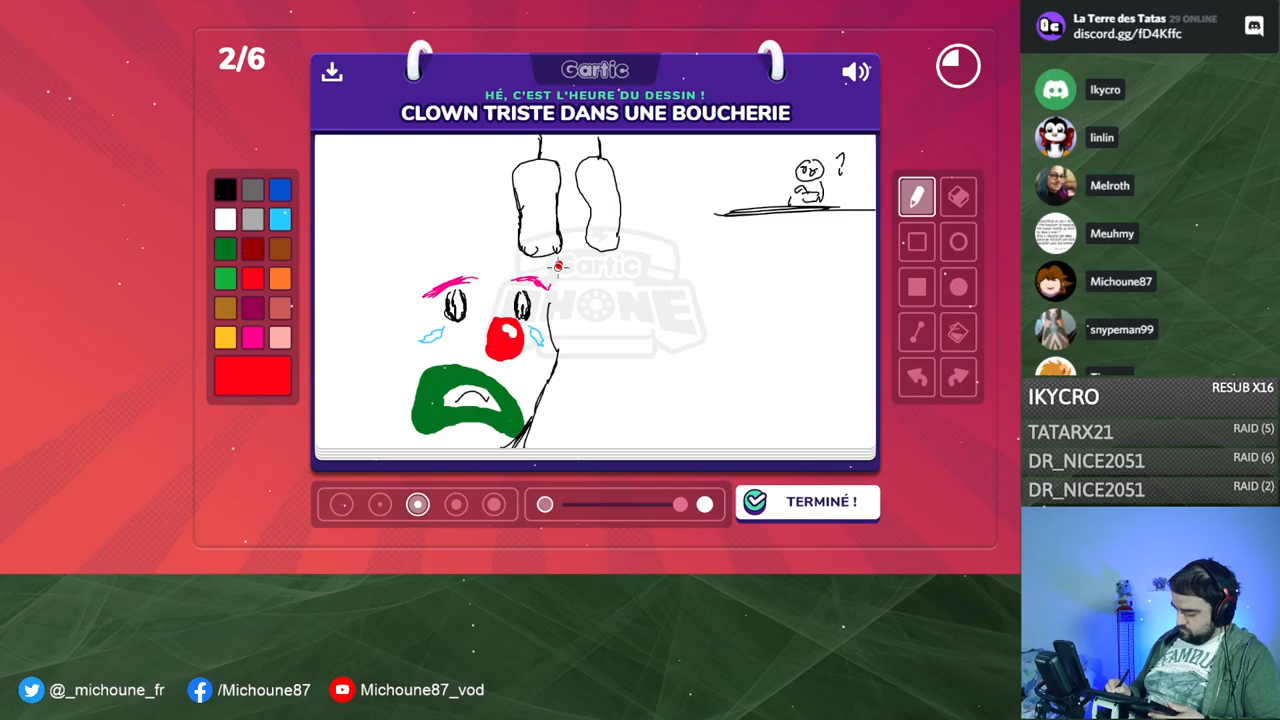 2/6
Gartic
HÉ, C'EST L'HEURE DU DESSIN !
CLOWN TRISTE DANS UNE BOUCHERIE
?
Gartic
PHONE
TERMINÉ !
La Terre des Tatas 29 ONLINE
discord.gg/fD4Kffc
Ikycro
linlin
Melroth
Meuhmy
Michoune87
snypeman99
IKYCRO RESUB X16
TATARX21 RAID (5)
DR_NICE2051 RAID (6)
DR_NICE2051 RAID (2)
@_michoune_fr
/Michoune87
Michoune87_vod